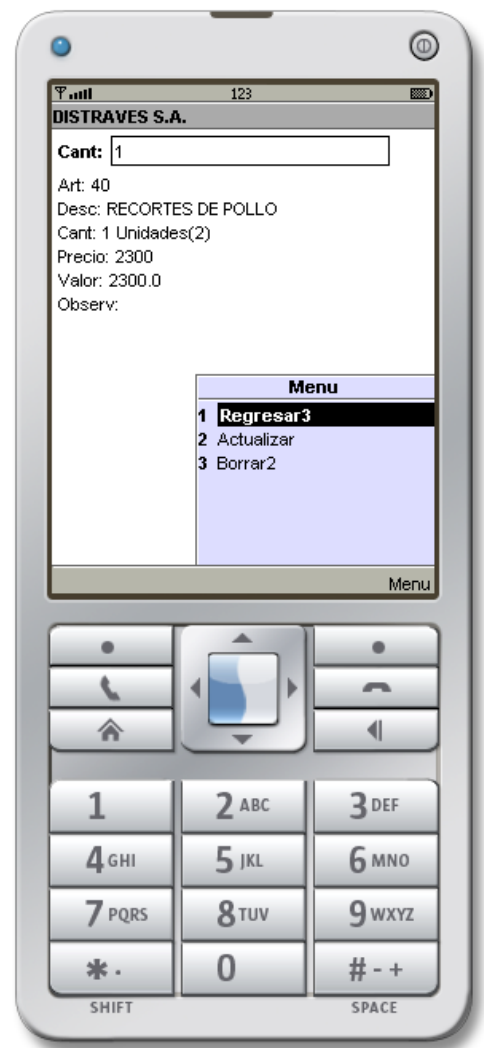 123
DISTRAVES S.A.
Cant: 1
Art: 40
Desc: RECORTES DE POLLO
Cant: 1 Unidades(2)
Precio: 2300
Valor: 2300.0
Observ:
Menu
1 Regresar3
2 Actualizar
3 Borrar2
Menu
1
2 ABC
3 DEF
4 GHI
5 JKL
6 MNO
7 PQRS
8 TUV
9 WXYZ
* .
0
# - +
SHIFT
SPACE